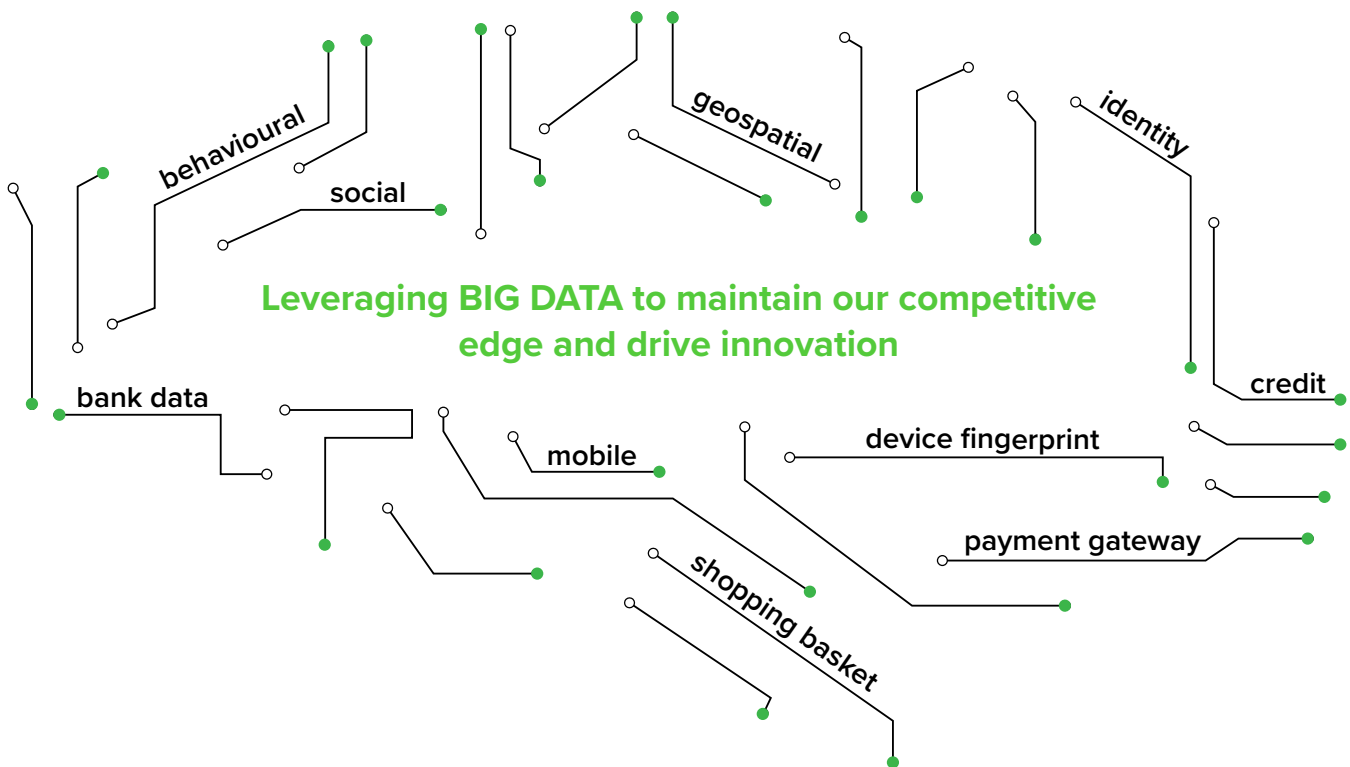 behavioural
geospatial
identity
social
Leveraging BIG DATA to maintain our competitive
edge and drive innovation
bank data
credit
mobile
device fingerprint
payment gateway
shopping basket